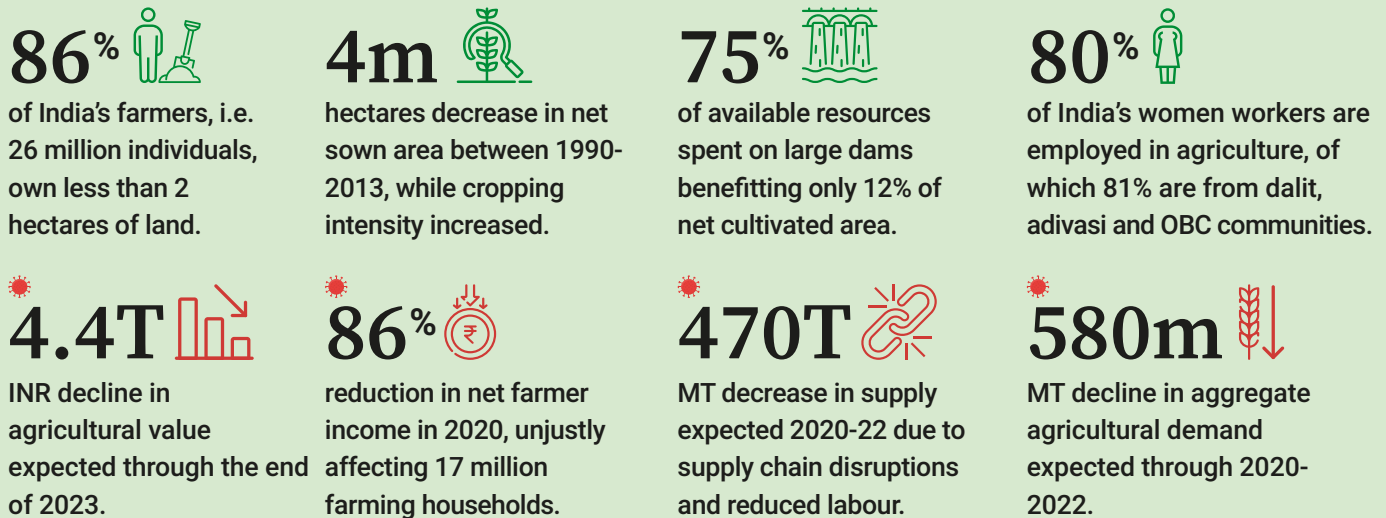 86%
of India's farmers, i.e.
26 million individuals,
own less than 2
hectares of land.
4m
hectares decrease in net
sown area between 1990-
2013, while cropping
intensity increased.
75%
of available resources
spent on large dams
benefitting only 12% of
net cultivated area.
80%
of India's women workers are
employed in agriculture, of
which 81% are from dalit,
adivasi and OBC communities.
4.4T
INR decline in
agricultural value
expected through the end
of 2023.
86%
₹
reduction in net farmer
income in 2020, unjustly
affecting 17 million
farming households.
470T
MT decrease in supply
expected 2020-22 due to
supply chain disruptions
and reduced labour.
580m
MT decline in aggregate
agricultural demand
expected through 2020-
2022.